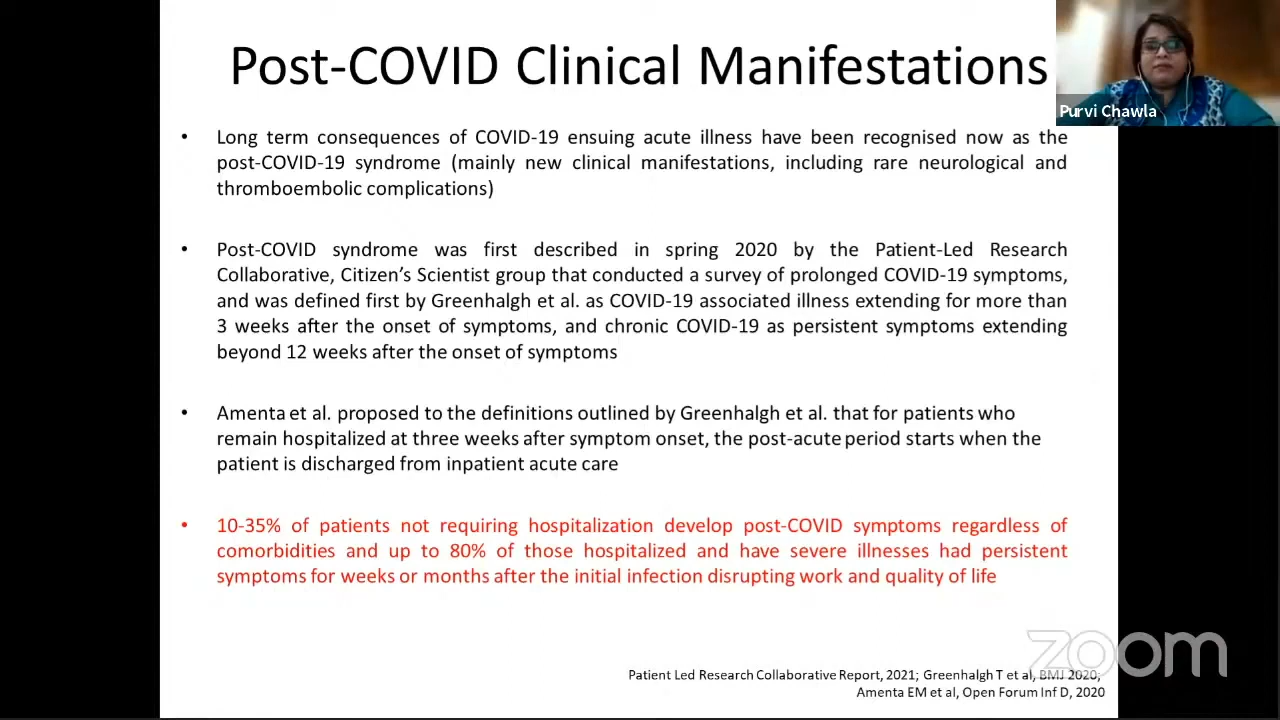 Post-COVID Clinical Manifestations
Purvi Chawla
• Long term consequences of COVID-19 ensuing acute illness have been recognised now as the
post-COVID-19 syndrome (mainly new clinical manifestations, including rare neurological and
thromboembolic complications)
• Post-COVID syndrome was first described in spring 2020 by the Patient-Led Research
Collaborative, Citizen's Scientist group that conducted a survey of prolonged COVID-19 symptoms,
and was defined first by Greenhalgh et al. as COVID-19 associated illness extending for more than
3 weeks after the onset of symptoms, and chronic COVID-19 as persistent symptoms extending
beyond 12 weeks after the onset of symptoms
• Amenta et al. proposed to the definitions outlined by Greenhalgh et al. that for patients who
remain hospitalized at three weeks after symptom onset, the post-acute period starts when the
patient is discharged from inpatient acute care
• 10-35% of patients not requiring hospitalization develop post-COVID symptoms regardless of
comorbidities and up to 80% of those hospitalized and have severe illnesses had persistent
symptoms for weeks or months after the initial infection disrupting work and quality of life
zoom
Patient Led Research Collaborative Report, 2021; Greenhalgh T et al, BMJ 2020;
Amenta EM et al, Open Forum Inf D, 2020